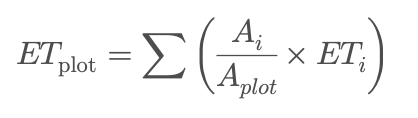 ET_plot = ∑ ( A_i / A_plot × ET_i )